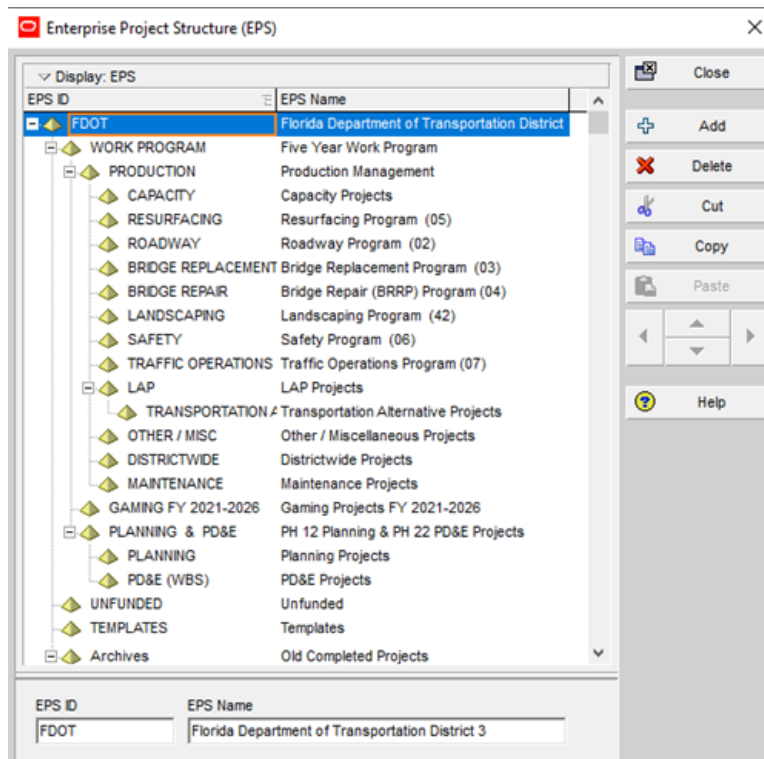 Enterprise Project Structure (EPS)
Display: EPS
EPS ID EPS Name
FDOT Florida Department of Transportation District
WORK PROGRAM Five Year Work Program
PRODUCTION Production Management
CAPACITY Capacity Projects
RESURFACING Resurfacing Program (05)
ROADWAY Roadway Program (02)
BRIDGE REPLACEMENT Bridge Replacement Program (03)
BRIDGE REPAIR Bridge Repair (BRRP) Program (04)
LANDSCAPING Landscaping Program (42)
SAFETY Safety Program (06)
TRAFFIC OPERATIONS Traffic Operations Program (07)
LAP LAP Projects
TRANSPORTATION A Transportation Alternative Projects
OTHER / MISC Other / Miscellaneous Projects
DISTRICTWIDE Districtwide Projects
MAINTENANCE Maintenance Projects
GAMING FY 2021-2026 Gaming Projects FY 2021-2026
PLANNING & PD&E PH 12 Planning & PH 22 PD&E Projects
PLANNING Planning Projects
PD&E (WBS) PD&E Projects
UNFUNDED Unfunded
TEMPLATES Templates
Archives Old Completed Projects
EPS ID EPS Name
FDOT Florida Department of Transportation District 3
Close
Add
Delete
Cut
Copy
Paste
Help